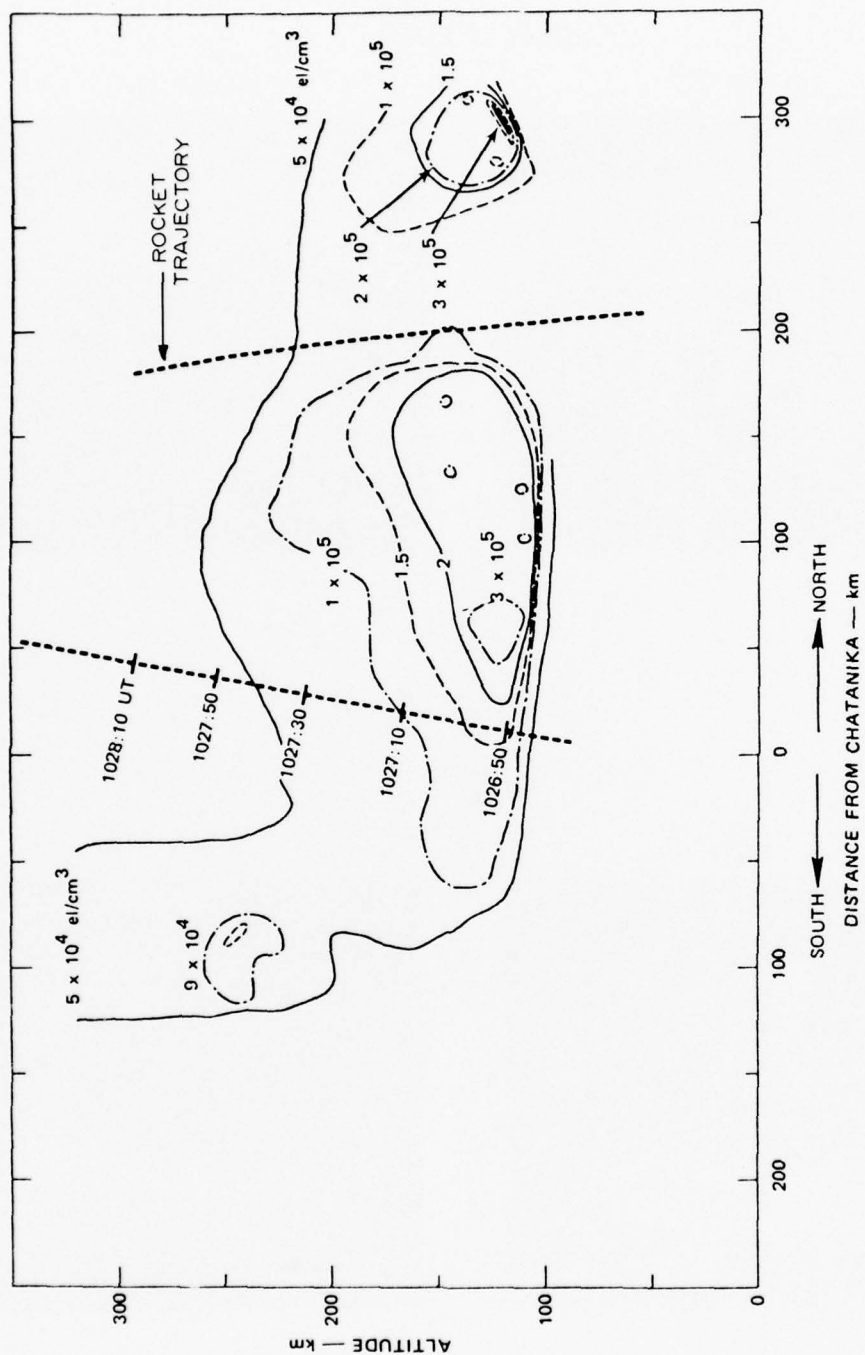 ROCKET
TRAJECTORY
5 x 10⁴ el/cm³
1 x 10⁵
1.5
2 x 10⁵
3 x 10⁵
1028:10 UT
1027:50
1027:30
1027:10
1026:50
1 x 10⁵
1.5
2
3 x 10⁵
5 x 10⁴ el/cm³
9 x 10⁴
300
200
100
0
ALTITUDE — km
200
100
0
100
200
300
SOUTH
NORTH
DISTANCE FROM CHATANIKA — km